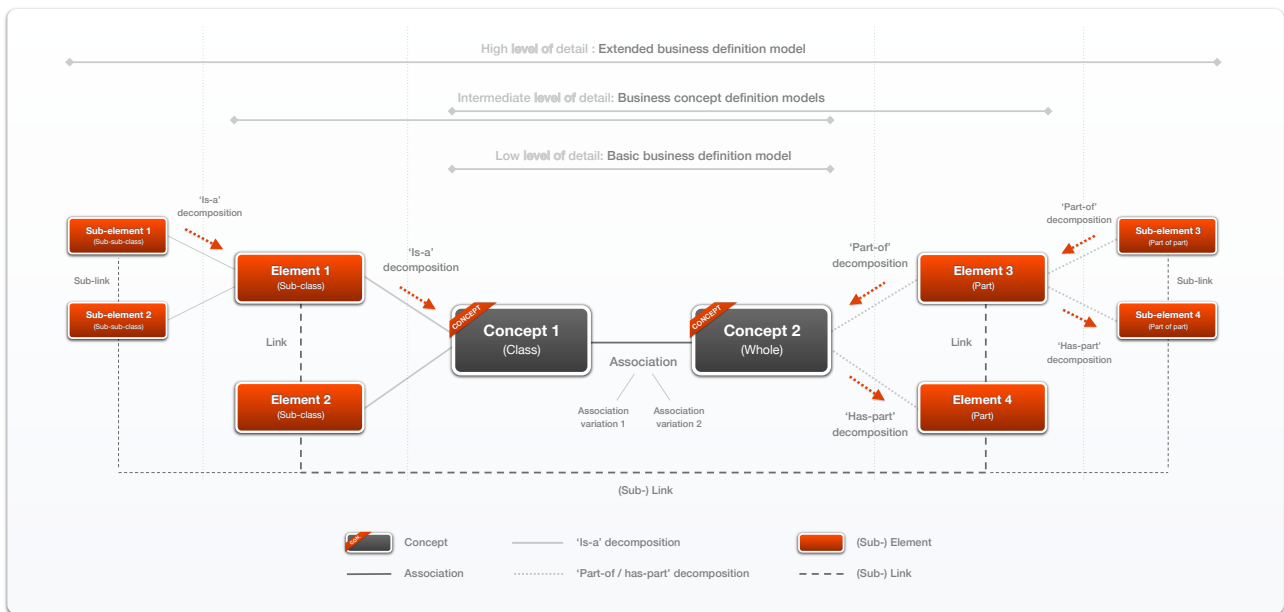 High level of detail : Extended business definition model
Intermediate level of detail: Business concept definition models
Low level of detail: Basic business definition model
'Is-a'
decomposition
Sub-element 1
(Sub-sub-class)
Sub-link
Sub-element 2
(Sub-sub-class)
Element 1
(Sub-class)
Link
Element 2
(Sub-class)
'Is-a'
decomposition
CONCEPT
Concept 1
(Class)
Association
Association
variation 1
Association
variation 2
CONCEPT
Concept 2
(Whole)
'Part-of'
decomposition
'Has-part'
decomposition
Element 3
(Part)
Link
Element 4
(Part)
'Part-of'
decomposition
Sub-element 3
(Part of part)
Sub-link
Sub-element 4
(Part of part)
'Has-part'
decomposition
(Sub-) Link
CON
Concept
'Is-a' decomposition
(Sub-) Element
Association
'Part-of / has-part' decomposition
(Sub-) Link